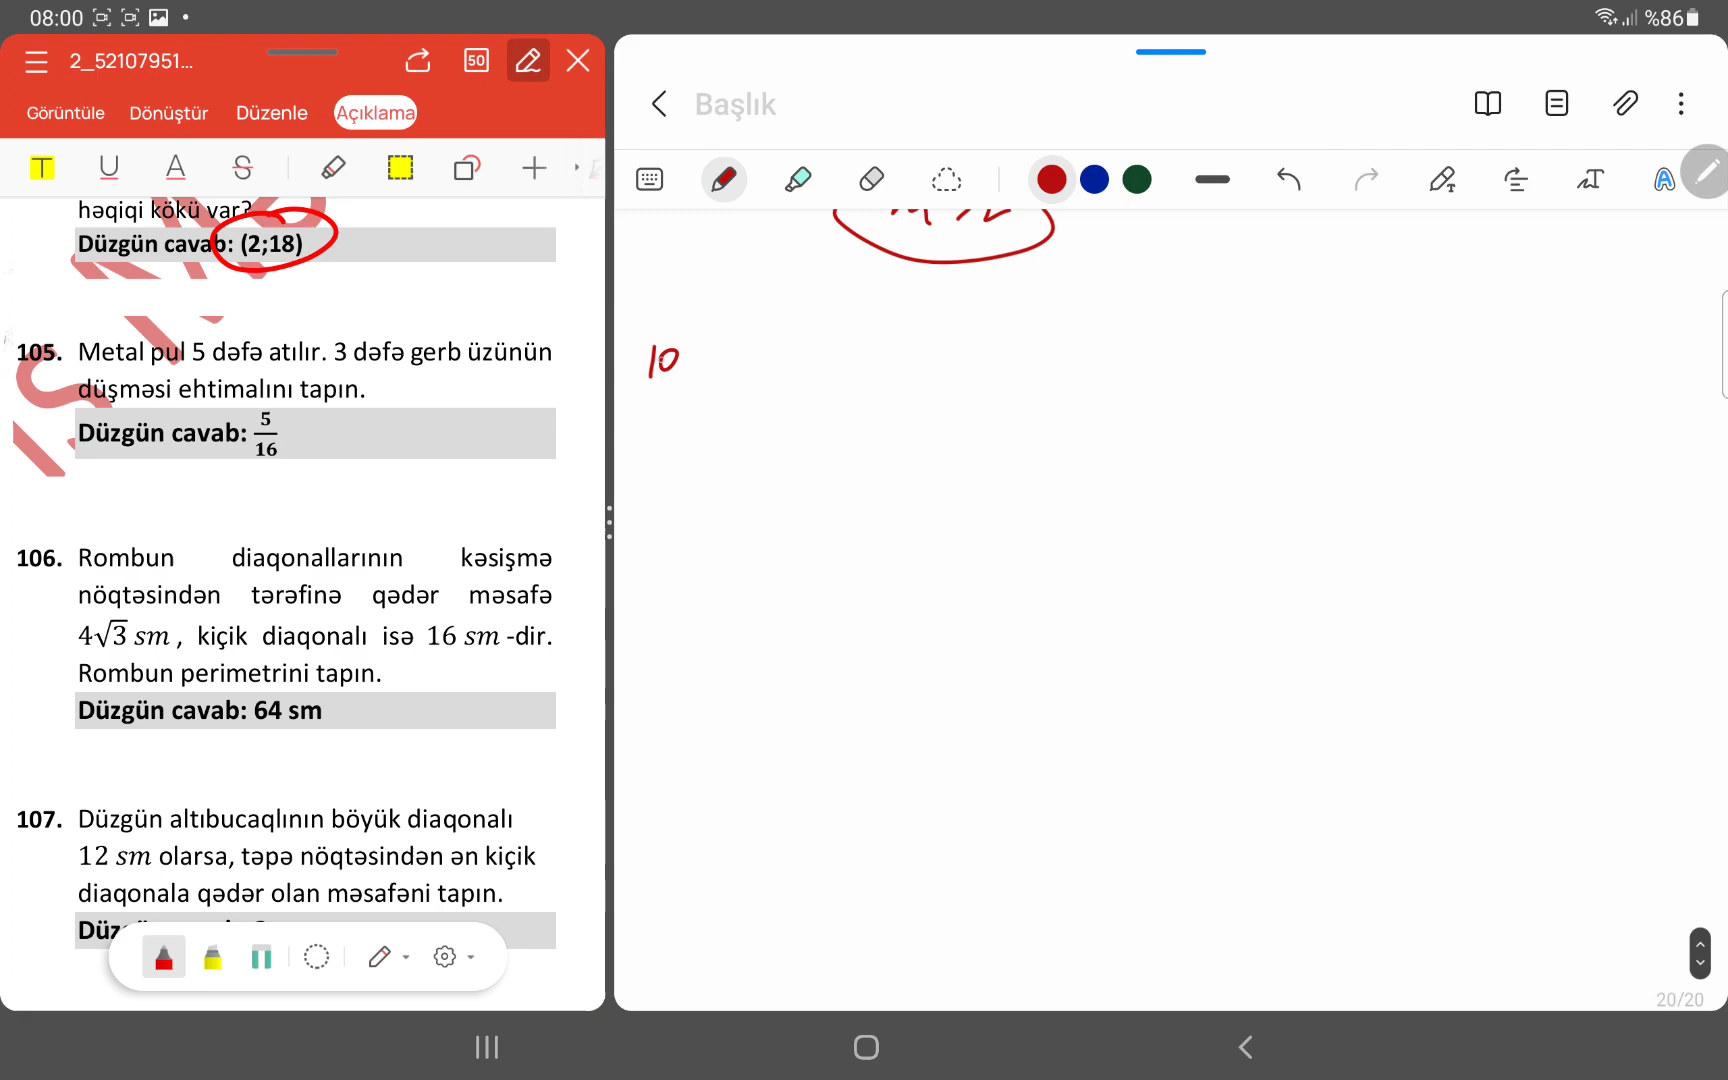 08:00
%86
2_52107951...
50
Görüntüle Dönüştür Düzenle Açıklama
T U A S
həqiqi kökü var?
Düzgün cavab: (2;18)
105. Metal pul 5 dəfə atılır. 3 dəfə gerb üzünün
düşməsi ehtimalını tapın.
Düzgün cavab: 5/16
106. Rombun diaqonallarının kəsişmə
nöqtəsindən tərəfinə qədər məsafə
4√3 sm , kiçik diaqonalı isə 16 sm -dir.
Rombun perimetrini tapın.
Düzgün cavab: 64 sm
107. Düzgün altıbucaqlının böyük diaqonalı
12 sm olarsa, təpə nöqtəsindən ən kiçik
diaqonala qədər olan məsafəni tapın.
Başlık
10
20/20